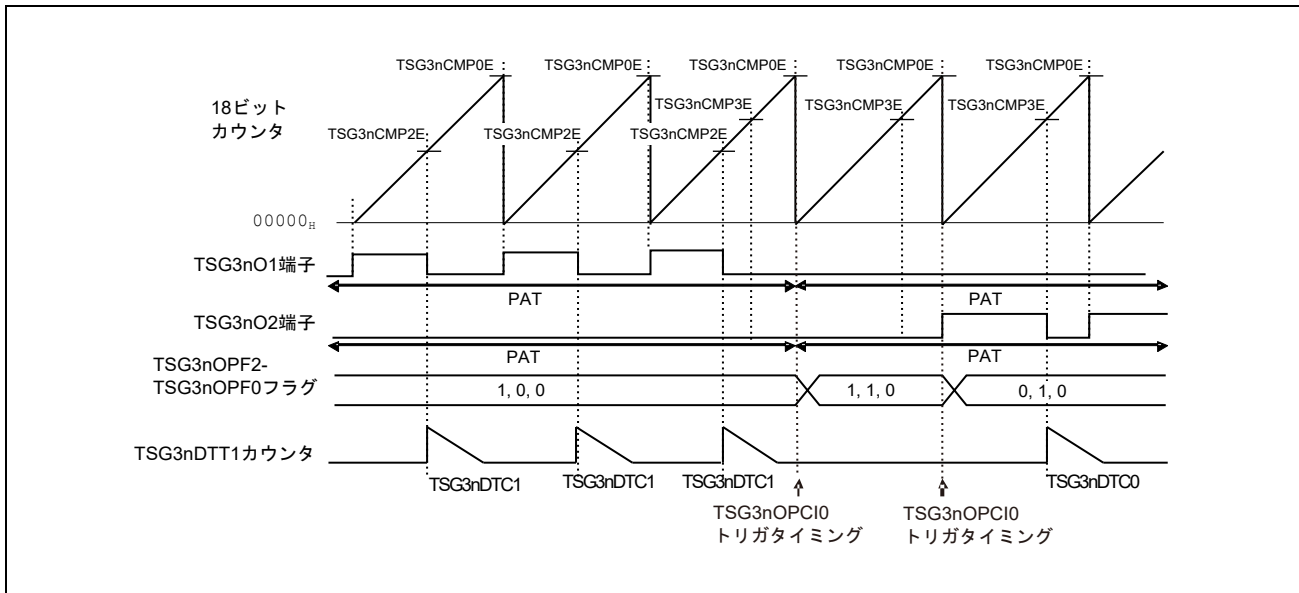 TSG3nCMP0E
TSG3nCMP0E
TSG3nCMP0E
TSG3nCMP0E
TSG3nCMP0E
18ビット
カウンタ
TSG3nCMP3E
TSG3nCMP3E
TSG3nCMP3E
TSG3nCMP2E
TSG3nCMP2E
TSG3nCMP2E
00000H
TSG3nO1端子
PAT
PAT
TSG3nO2端子
PAT
PAT
TSG3nOPF2-
TSG3nOPF0フラグ
1, 0, 0
1, 1, 0
0, 1, 0
TSG3nDTT1カウンタ
TSG3nDTC1
TSG3nDTC1
TSG3nDTC1
TSG3nDTC0
TSG3nOPCI0
トリガタイミング
TSG3nOPCI0
トリガタイミング